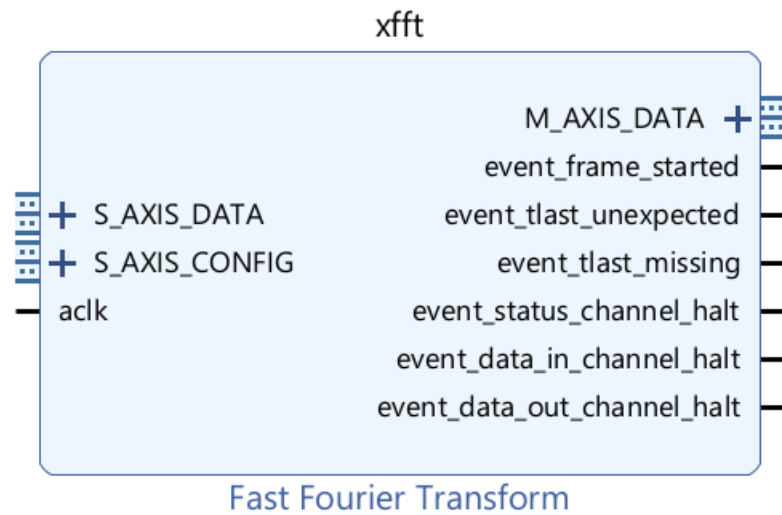 xfft
M_AXIS_DATA
event_frame_started
S_AXIS_DATA
event_tlast_unexpected
S_AXIS_CONFIG
event_tlast_missing
aclk
event_status_channel_halt
event_data_in_channel_halt
event_data_out_channel_halt
Fast Fourier Transform